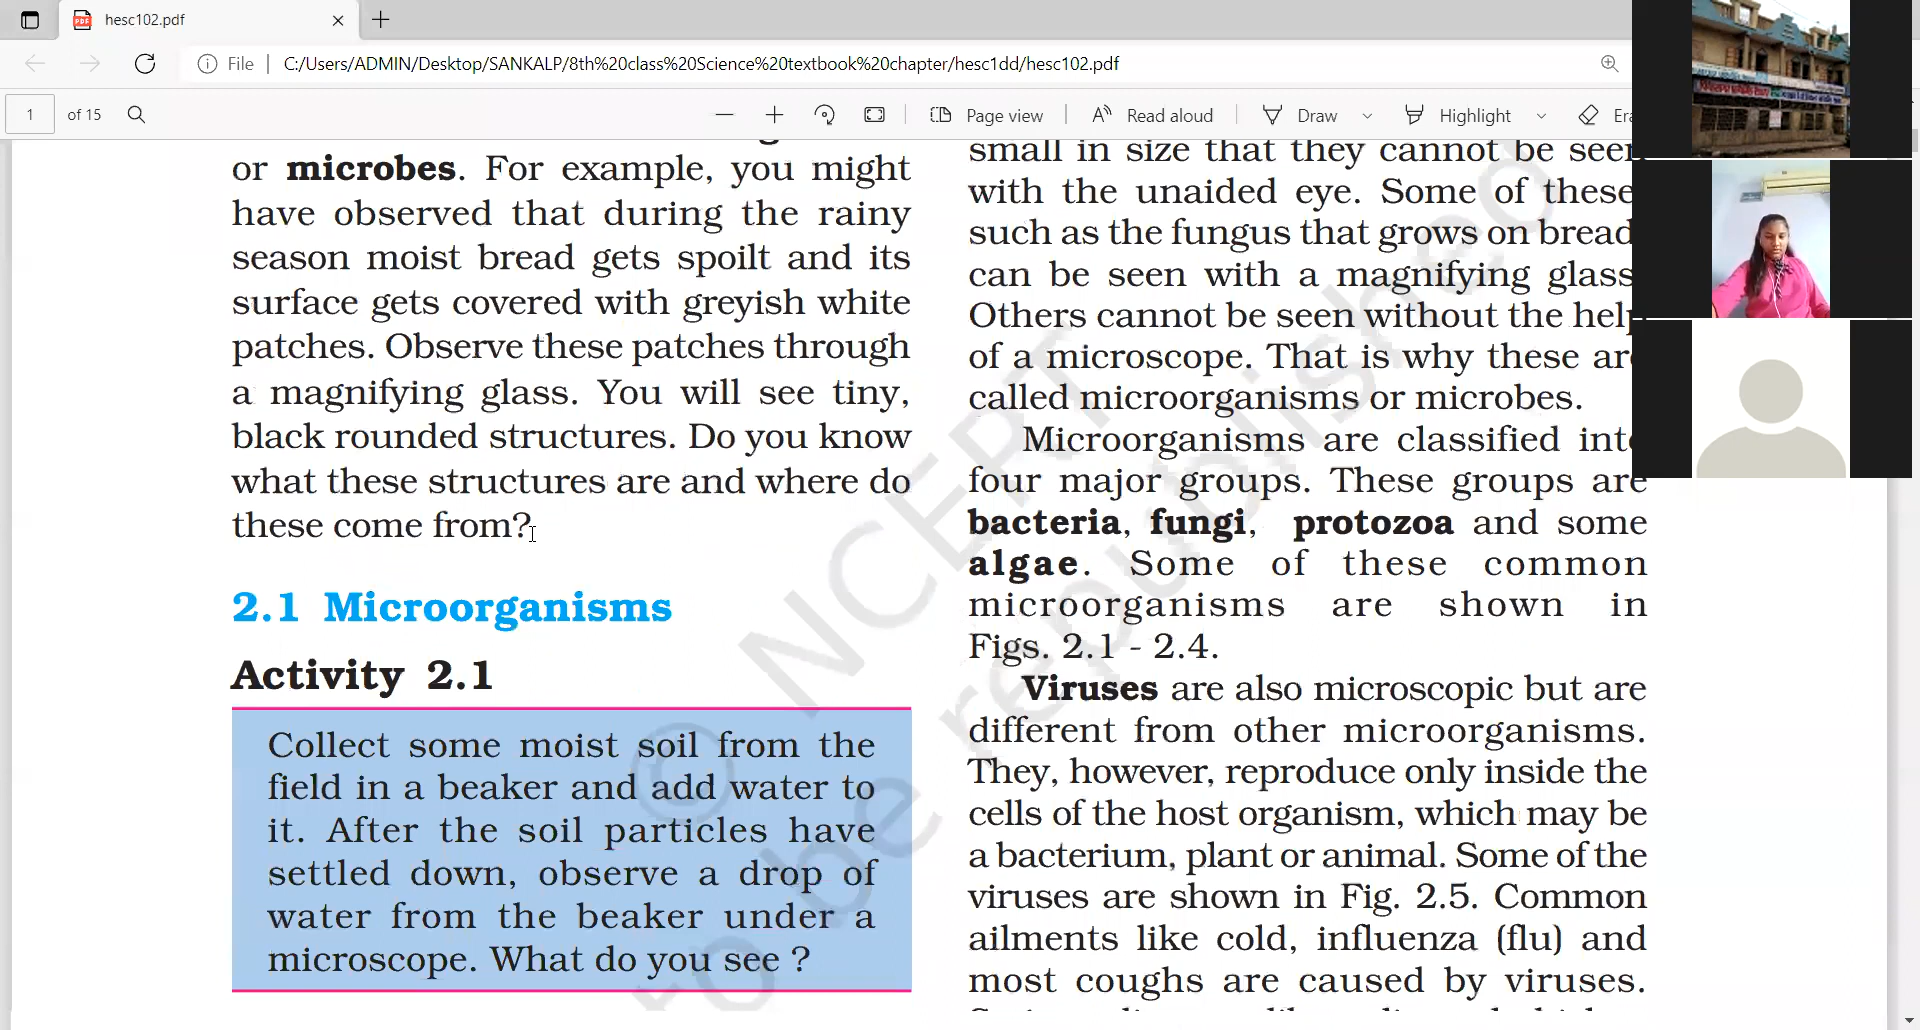 hesc102.pdf
File
C:/Users/ADMIN/Desktop/SANKALP/8th%20class%20Science%20textbook%20chapter/hesc1dd/hesc102.pdf
1 of 15
Page view
Read aloud
Draw
Highlight
or microbes. For example, you might
have observed that during the rainy
season moist bread gets spoilt and its
surface gets covered with greyish white
patches. Observe these patches through
a magnifying glass. You will see tiny,
black rounded structures. Do you know
what these structures are and where do
these come from?
2.1 Microorganisms
Activity 2.1
Collect some moist soil from the
field in a beaker and add water to
it. After the soil particles have
settled down, observe a drop of
water from the beaker under a
microscope. What do you see ?
small in size that they cannot be seen
with the unaided eye. Some of these,
such as the fungus that grows on bread,
can be seen with a magnifying glass.
Others cannot be seen without the help
of a microscope. That is why these are
called microorganisms or microbes.
Microorganisms are classified into
four major groups. These groups are
bacteria, fungi, protozoa and some
algae. Some of these common
microorganisms are shown in
Figs. 2.1 - 2.4.
Viruses are also microscopic but are
different from other microorganisms.
They, however, reproduce only inside the
cells of the host organism, which may be
a bacterium, plant or animal. Some of the
viruses are shown in Fig. 2.5. Common
ailments like cold, influenza (flu) and
most coughs are caused by viruses.
© NCERT
be republished